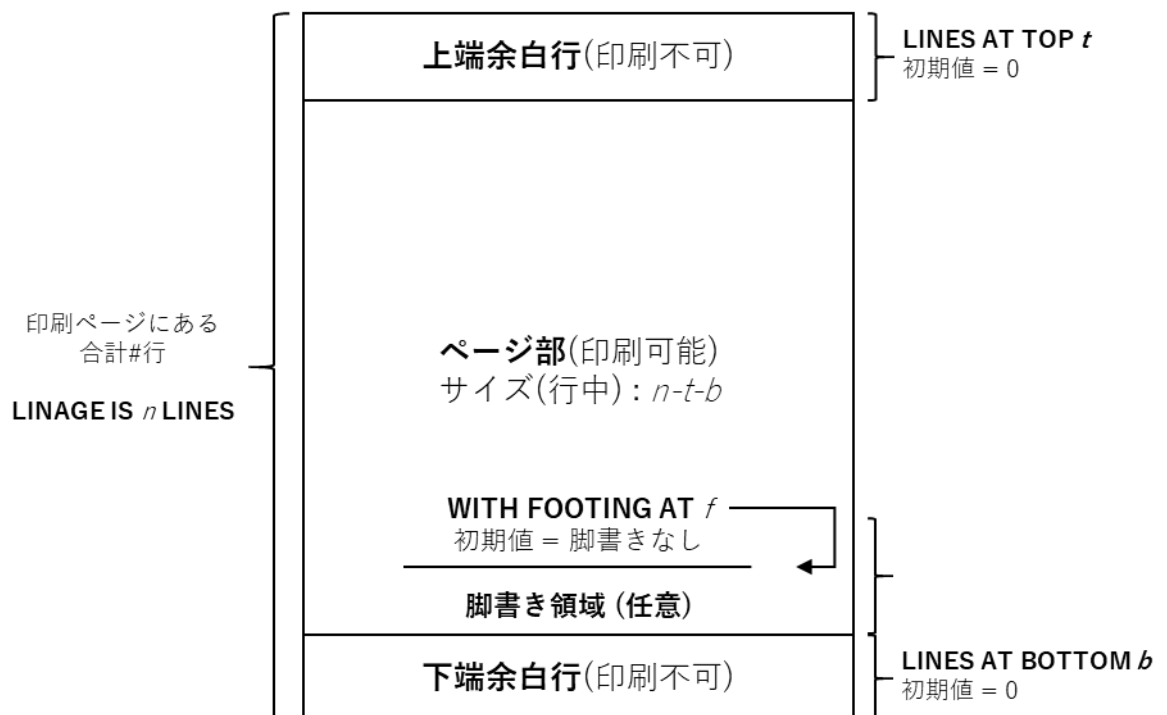 上端余白行(印刷不可)
LINES AT TOP t
初期値 = 0
印刷ページにある
合計#行
LINAGE IS n LINES
ページ部(印刷可能)
サイズ(行中) : n-t-b
WITH FOOTING AT f
初期値 = 脚書きなし
脚書き領域 (任意)
下端余白行(印刷不可)
LINES AT BOTTOM b
初期値 = 0